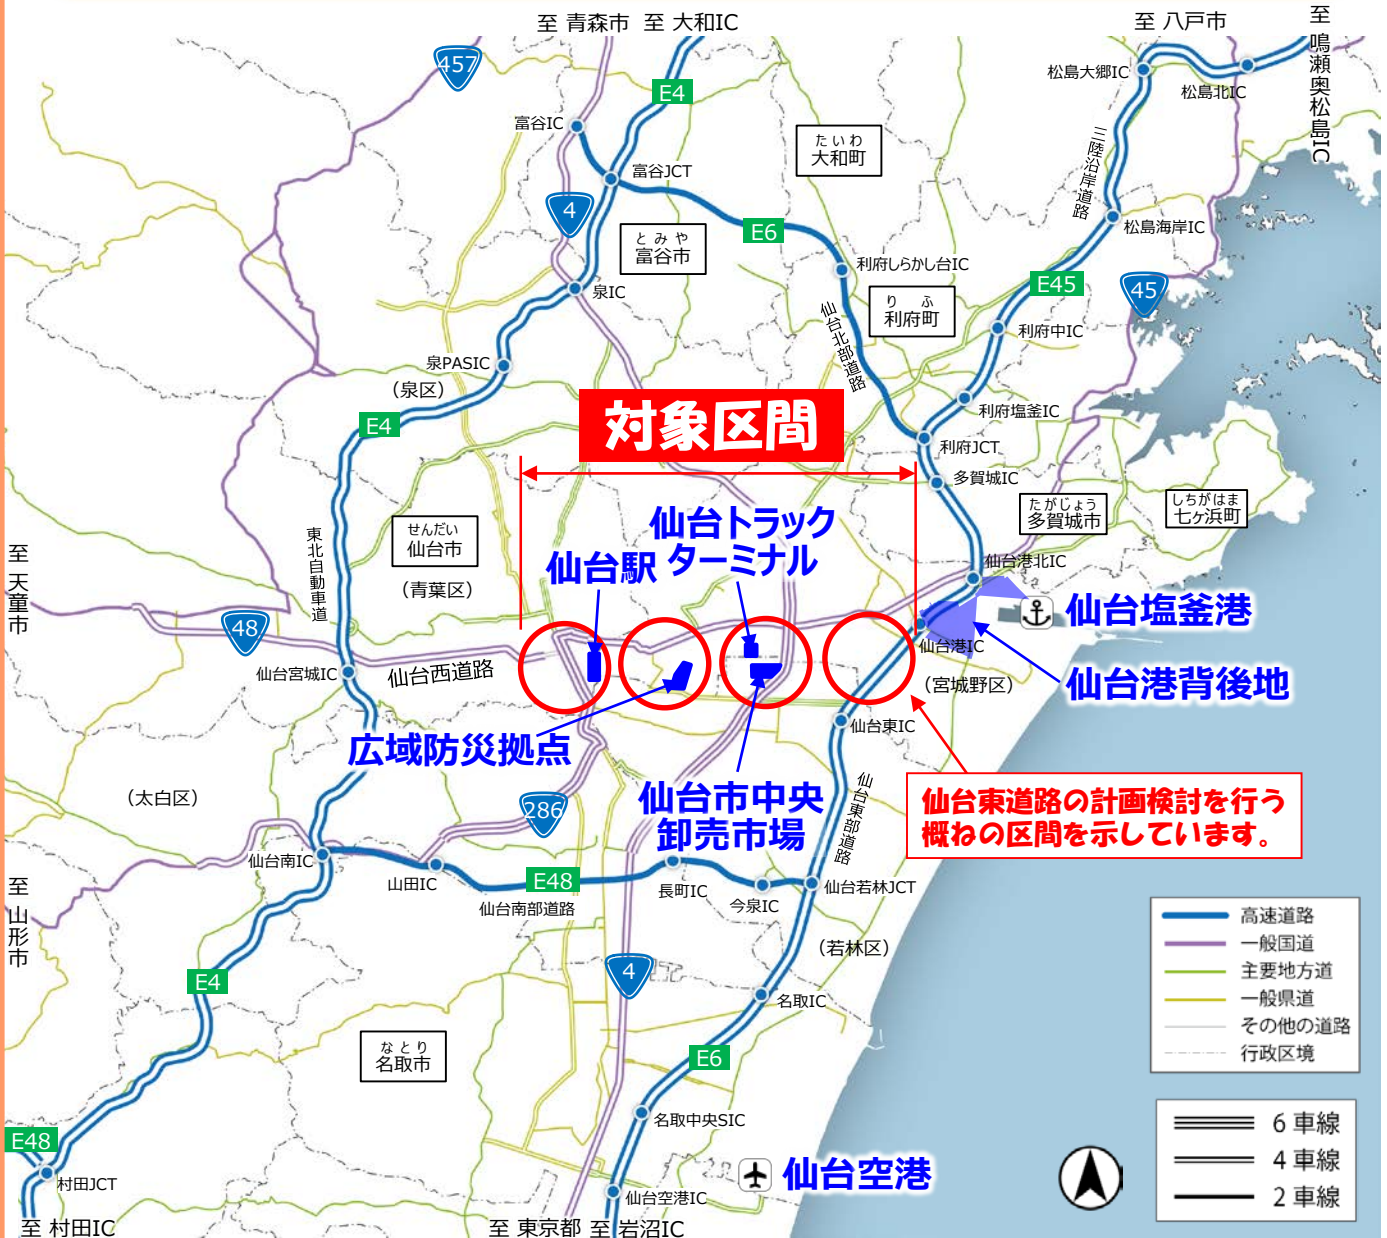 至 青森市
至 大和IC
至 八戸市
至 鳴瀬奥松島IC
457
E4
松島大郷IC
松島北IC
富谷IC
たいわ
大和町
三陸沿岸道路
富谷JCT
4
とみや
富谷市
E6
松島海岸IC
利府しらかし台IC
E45
45
泉IC
りふ
利府町
仙台北部道路
利府中IC
泉PASIC
(泉区)
E4
対象区間
利府塩釜IC
利府JCT
多賀城IC
たがじょう
多賀城市
しちがはま
七ヶ浜町
せんだい
仙台市
東北自動車道
仙台トラック
ターミナル
仙台駅
至 天童市
(青葉区)
仙台港北IC
仙台塩釜港
48
仙台港IC
仙台宮城IC
仙台西道路
(宮城野区)
仙台港背後地
仙台東IC
広域防災拠点
仙台市中央
卸売市場
仙台東部道路
仙台東道路の計画検討を行う
概ねの区間を示しています。
(太白区)
286
仙台南IC
山田IC
E48
仙台南部道路
長町IC
今泉IC
仙台若林JCT
至 山形市
(若林区)
高速道路
一般国道
主要地方道
一般県道
その他の道路
行政区境
E4
4
名取IC
なとり
名取市
E6
名取中央SIC
6 車線
4 車線
2 車線
E48
村田JCT
仙台空港
仙台空港IC
至 村田IC
至 東京都
至 岩沼IC